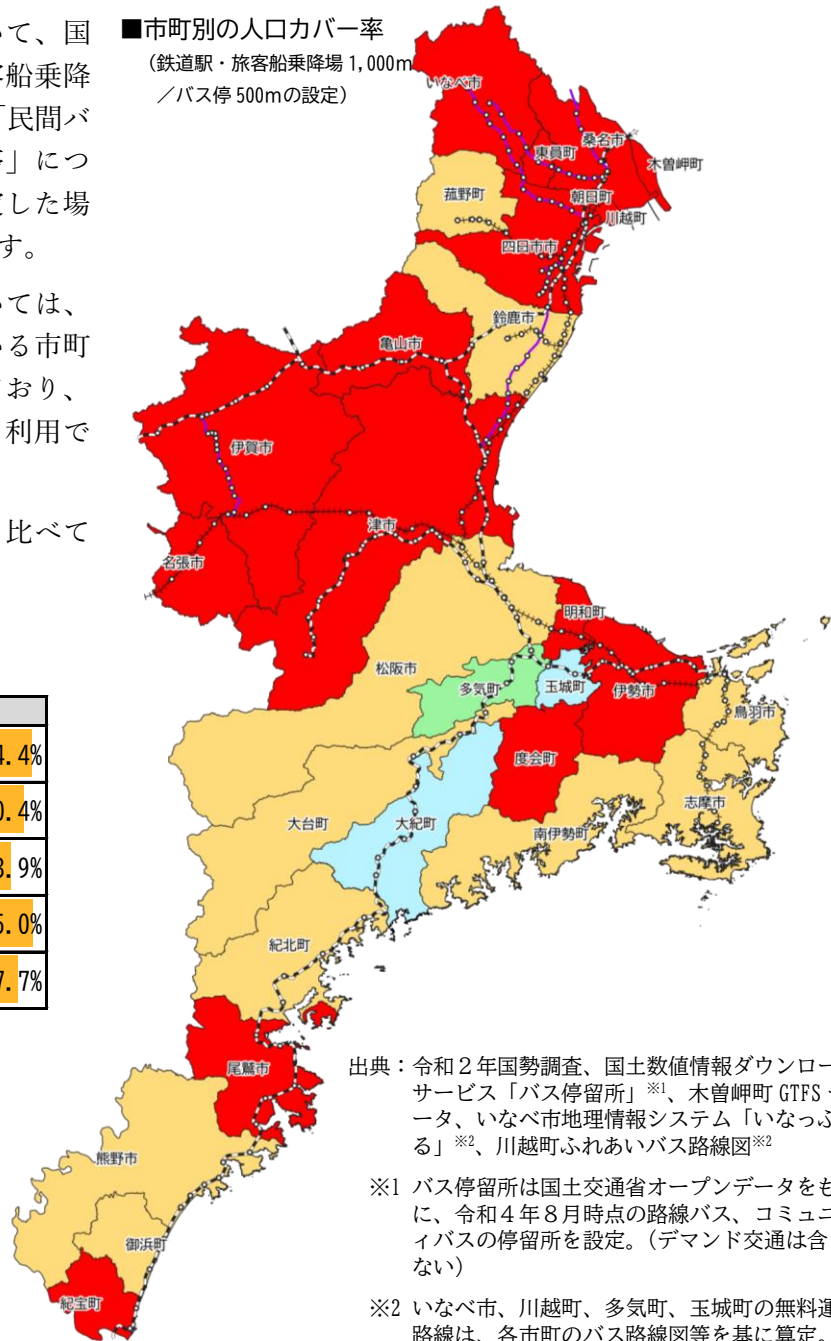 いて、国
客船乗降
「民間バ
」につ
定した場
す。
いては、
いる市町
ており、
利用で
比べて
■市町別の人口カバー率
（鉄道駅・旅客船乗降場 1,000m
／バス停 500mの設定）
いなべ市
桑名市
東員町
木曽岬町
菰野町
朝日町
川越町
四日市市
鈴鹿市
亀山市
伊賀市
津市
名張市
明和町
松阪市
多気町
玉城町
伊勢市
鳥羽市
度会町
志摩市
大台町
大紀町
南伊勢町
紀北町
尾鷲市
熊野市
御浜町
紀宝町
4.4%
0.4%
.9%
5.0%
7.7%
出典：令和２年国勢調査、国土数値情報ダウンロー
サービス「バス停留所」※1、木曽岬町 GTFS
ータ、いなべ市地理情報システム「いなっぷ
る」※2、川越町ふれあいバス路線図※2
※1 バス停留所は国土交通省オープンデータをも
に、令和４年８月時点の路線バス、コミュニ
ィバスの停留所を設定。（デマンド交通は含
ない）
※2 いなべ市、川越町、多気町、玉城町の無料運
路線は、各市町のバス路線図等を基に算定。